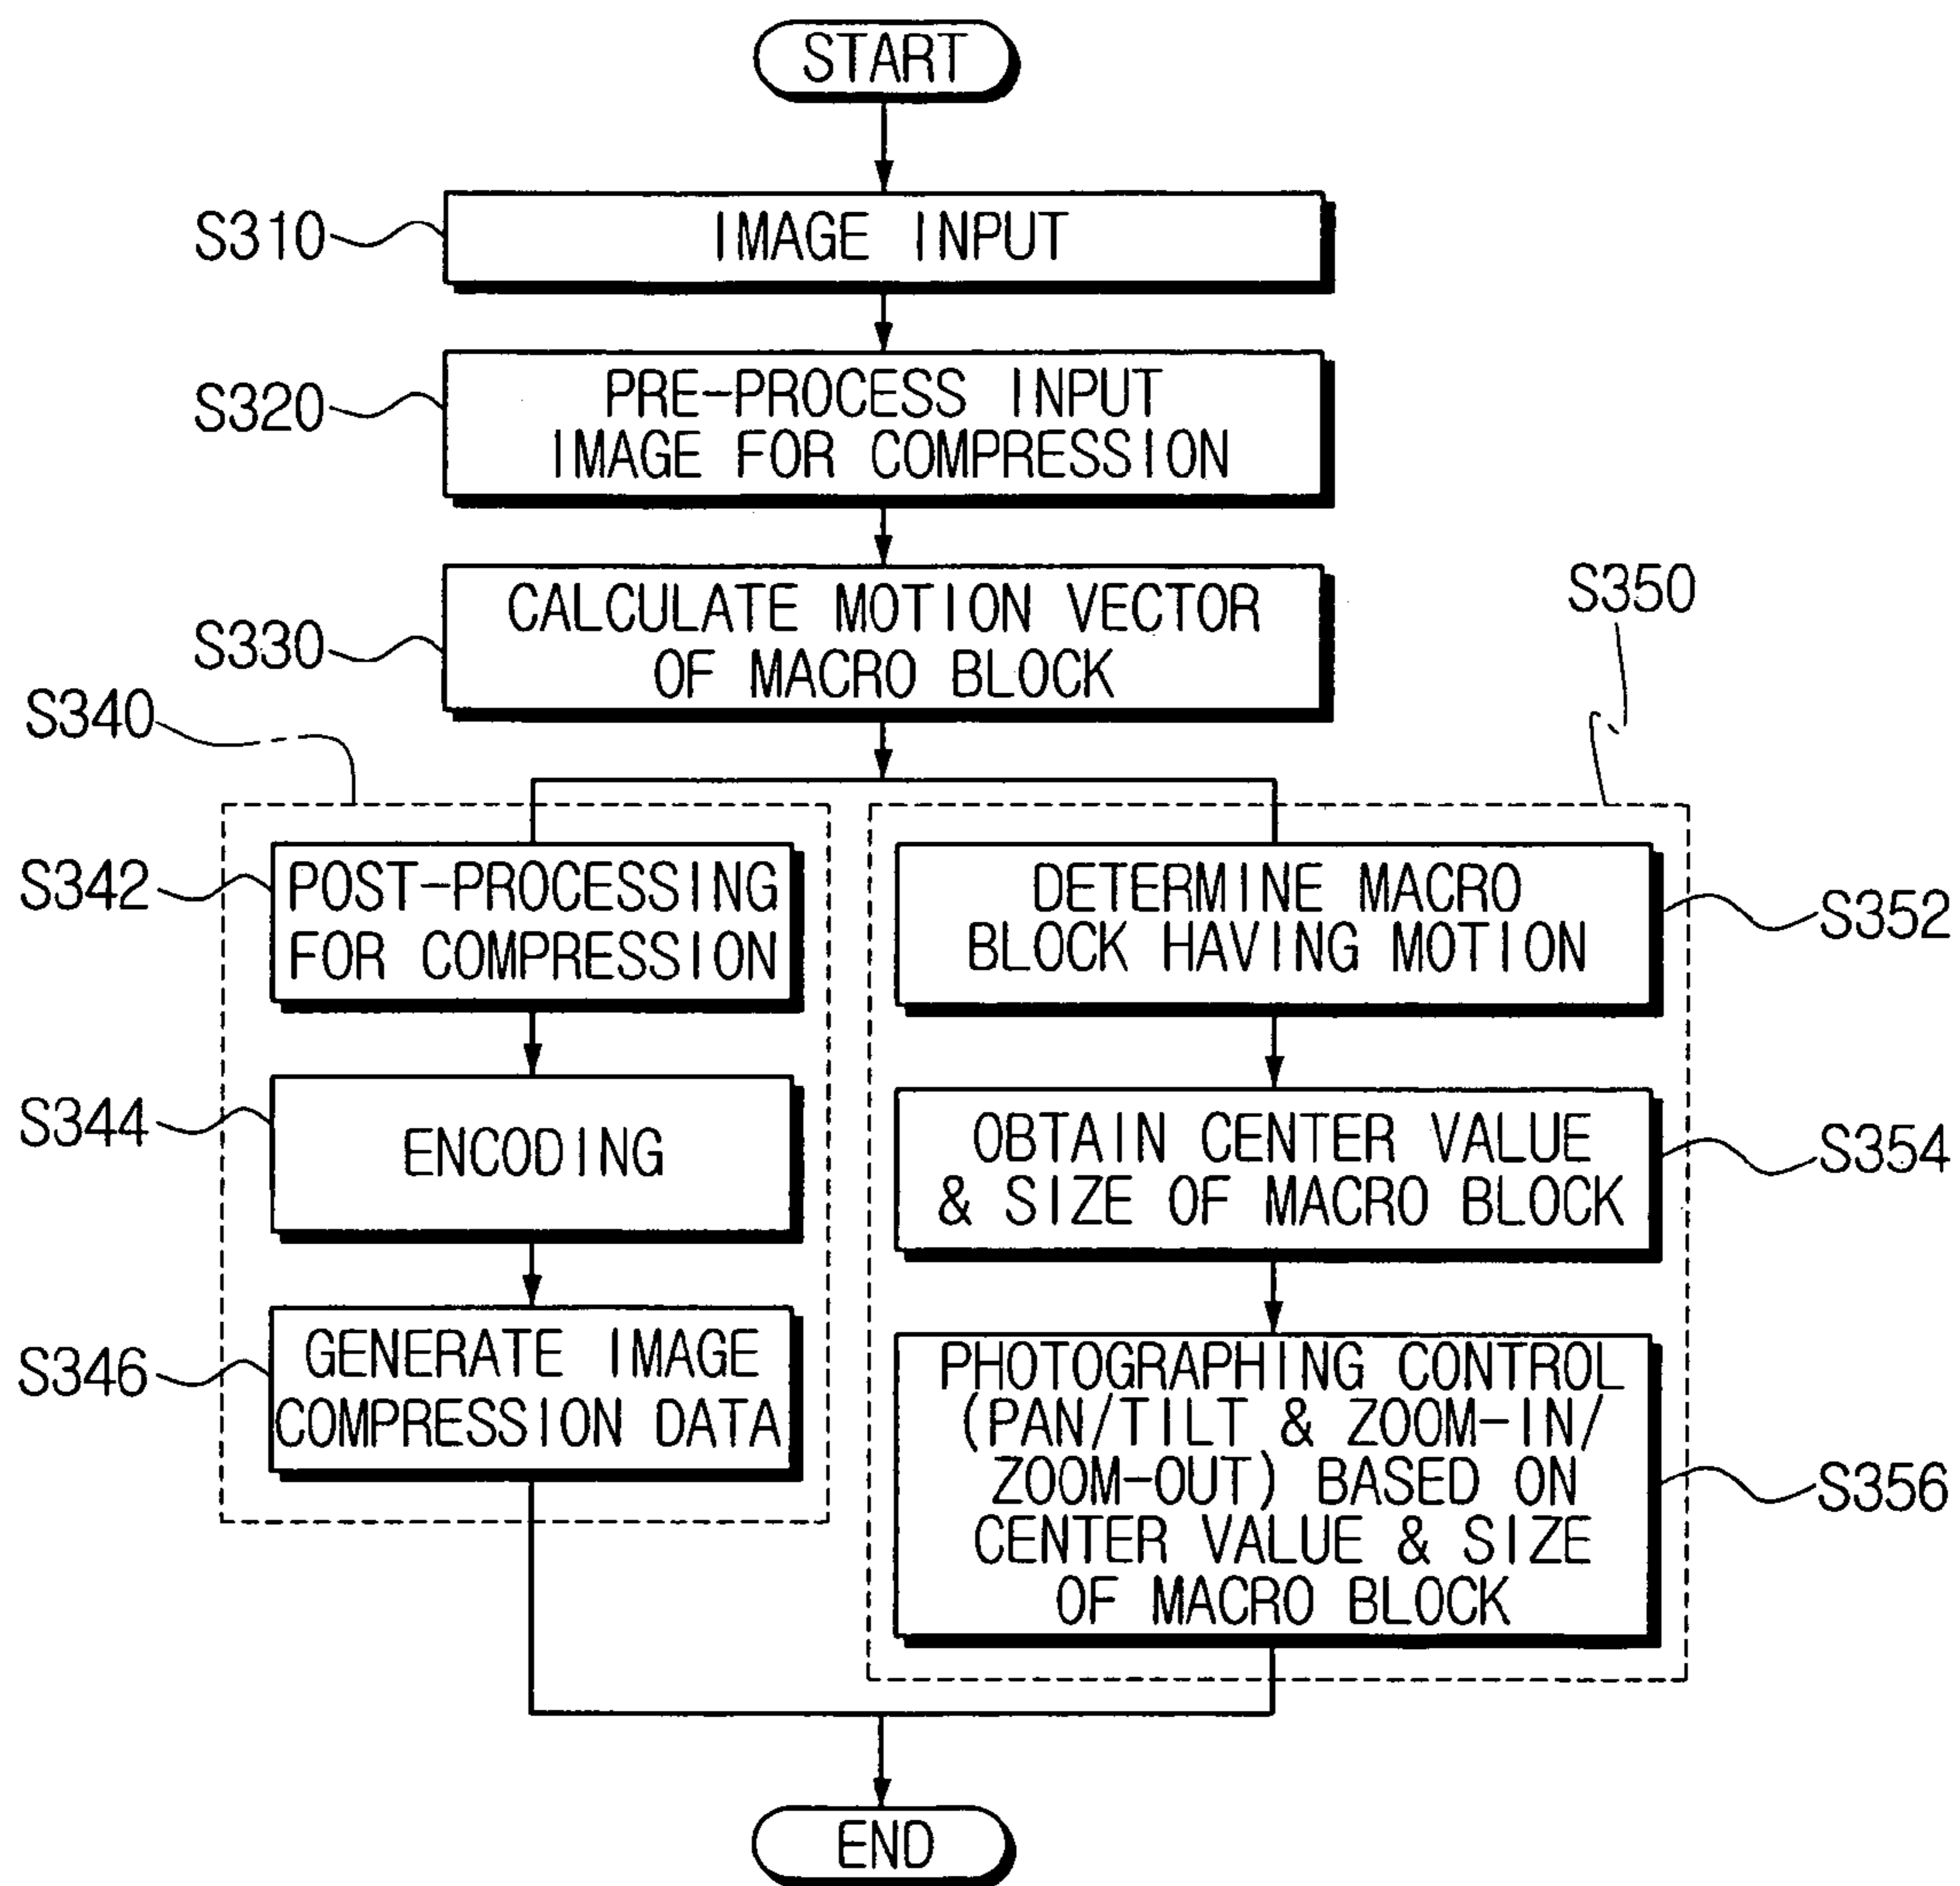 START
S310
IMAGE INPUT
S320
PRE-PROCESS INPUT
IMAGE FOR COMPRESSION
S330
CALCULATE MOTION VECTOR
OF MACRO BLOCK
S340
S350
S342
POST-PROCESSING
FOR COMPRESSION
S344
ENCODING
S346
GENERATE IMAGE
COMPRESSION DATA
DETERMINE MACRO
BLOCK HAVING MOTION
S352
OBTAIN CENTER VALUE
& SIZE OF MACRO BLOCK
S354
PHOTOGRAPHING CONTROL
(PAN/TILT & ZOOM-IN/
ZOOM-OUT) BASED ON
CENTER VALUE & SIZE
OF MACRO BLOCK
S356
END